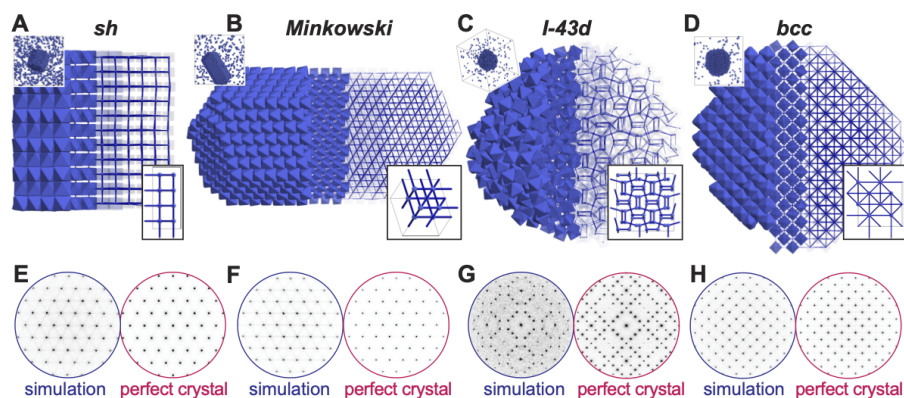 A sh
B Minkowski
C I-43d
D bcc
E
F
G
H
simulation perfect crystal
simulation perfect crystal
simulation perfect crystal
simulation perfect crystal